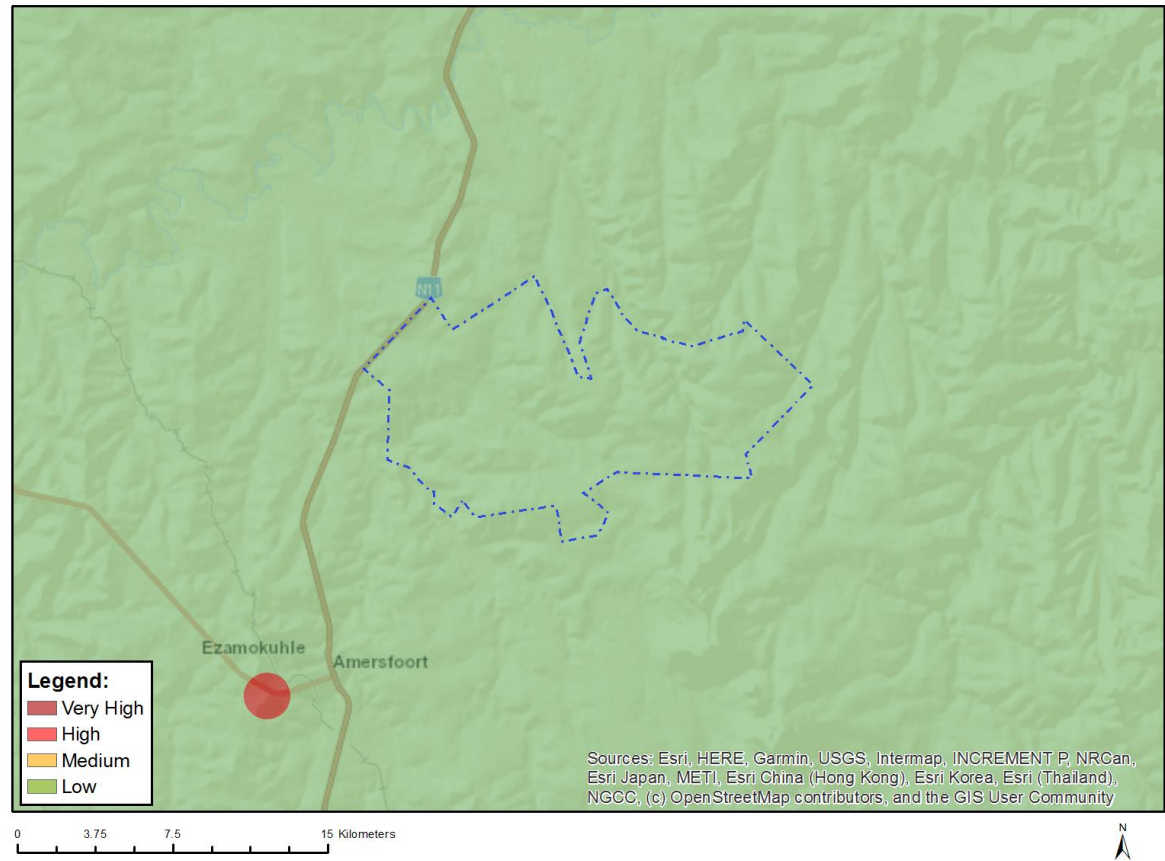 N11
Ezamokuhle
Amersfoort
Legend:
Very High
High
Medium
Low
Sources: Esri, HERE, Garmin, USGS, Intermap, INCREMENT P, NRCan,
Esri Japan, METI, Esri China (Hong Kong), Esri Korea, Esri (Thailand),
NGCC, (c) OpenStreetMap contributors, and the GIS User Community
0 3.75 7.5 15 Kilometers
N